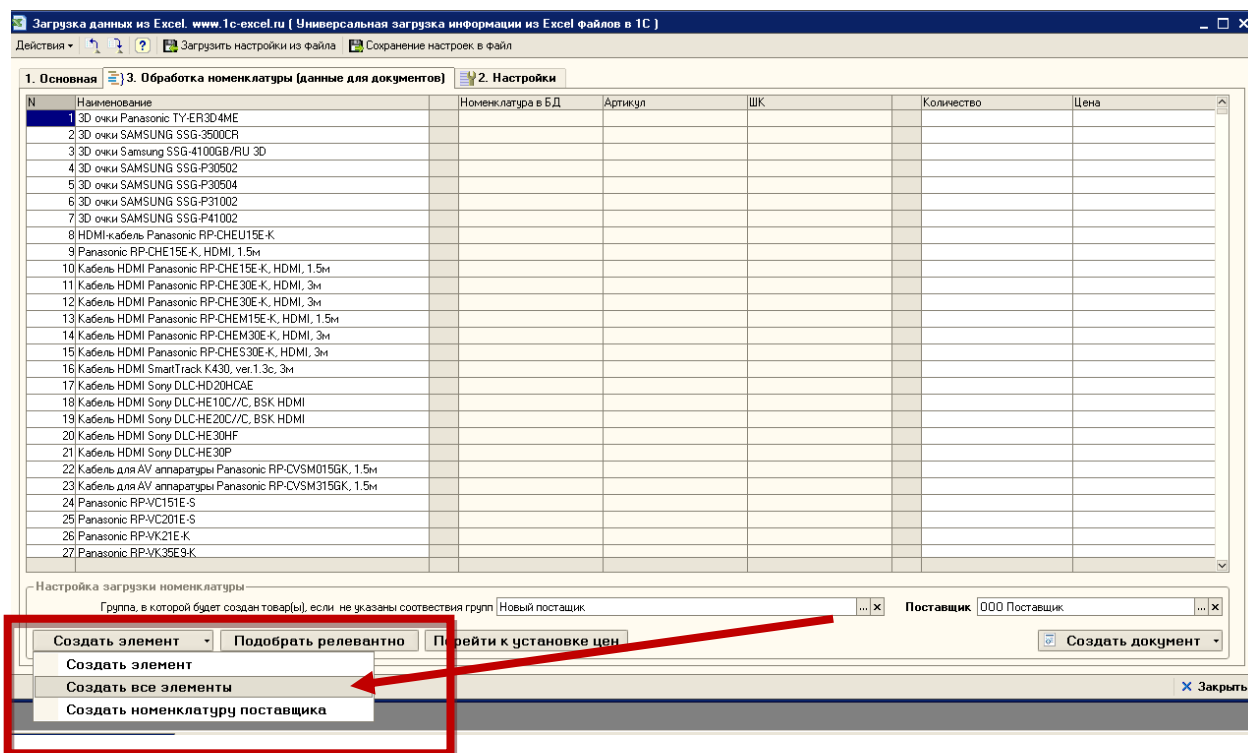 Загрузка данных из Excel. www.1c-excel.ru ( Универсальная загрузка информации из Excel файлов в 1С )
Действия Загрузить настройки из файла Сохранение настроек в файл
1. Основная 3. Обработка номенклатуры (данные для документов) 2. Настройки
N Наименование Номенклатура в БД Артикул ШК Количество Цена
1 3D очки Panasonic TY-ER3D4ME
2 3D очки SAMSUNG SSG-3500CR
3 3D очки Samsung SSG-4100GB/RU 3D
4 3D очки SAMSUNG SSG-P30502
5 3D очки SAMSUNG SSG-P30504
6 3D очки SAMSUNG SSG-P31002
7 3D очки SAMSUNG SSG-P41002
8 HDMI-кабель Panasonic RP-CHEU15E-K
9 Panasonic RP-CHE15E-K, HDMI, 1.5м
10 Кабель HDMI Panasonic RP-CHE15E-K, HDMI, 1.5м
11 Кабель HDMI Panasonic RP-CHE30E-K, HDMI, 3м
12 Кабель HDMI Panasonic RP-CHE30E-K, HDMI, 3м
13 Кабель HDMI Panasonic RP-CHEM15E-K, HDMI, 1.5м
14 Кабель HDMI Panasonic RP-CHEM30E-K, HDMI, 3м
15 Кабель HDMI Panasonic RP-CHES30E-K, HDMI, 3м
16 Кабель HDMI SmartTrack K430, ver.1.3c, 3м
17 Кабель HDMI Sony DLC-HD20HCAE
18 Кабель HDMI Sony DLC-HE10C//C, BSK HDMI
19 Кабель HDMI Sony DLC-HE20C//C, BSK HDMI
20 Кабель HDMI Sony DLC-HE30HF
21 Кабель HDMI Sony DLC-HE30P
22 Кабель для AV аппаратуры Panasonic RP-CVSM015GK, 1.5м
23 Кабель для AV аппаратуры Panasonic RP-CVSM315GK, 1.5м
24 Panasonic RP-VC151E-S
25 Panasonic RP-VC201E-S
26 Panasonic RP-VK21E-K
27 Panasonic RP-VK35E9-K
Настройка загрузки номенклатуры
Группа, в которой будет создан товар(ы), если не указаны соотвествия групп Новый постащик ... x Поставщик ООО Поставщик ... x
Создать элемент Подобрать релевантно Перейти к установке цен Создать документ
Создать элемент
Создать все элементы
Создать номенклатуру поставщика
Закрыть